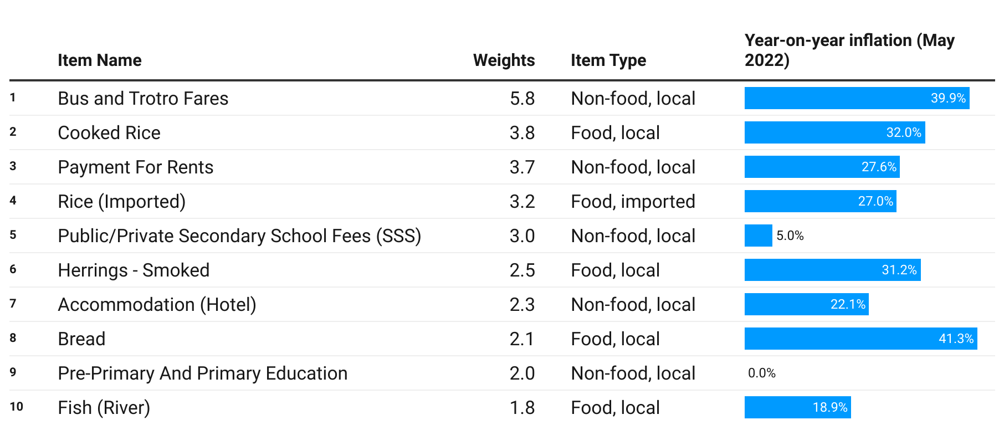 Item Name Weights Item Type Year-on-year inflation (May 2022)
1 Bus and Trotro Fares 5.8 Non-food, local 39.9%
2 Cooked Rice 3.8 Food, local 32.0%
3 Payment For Rents 3.7 Non-food, local 27.6%
4 Rice (Imported) 3.2 Food, imported 27.0%
5 Public/Private Secondary School Fees (SSS) 3.0 Non-food, local 5.0%
6 Herrings - Smoked 2.5 Food, local 31.2%
7 Accommodation (Hotel) 2.3 Non-food, local 22.1%
8 Bread 2.1 Food, local 41.3%
9 Pre-Primary And Primary Education 2.0 Non-food, local 0.0%
10 Fish (River) 1.8 Food, local 18.9%